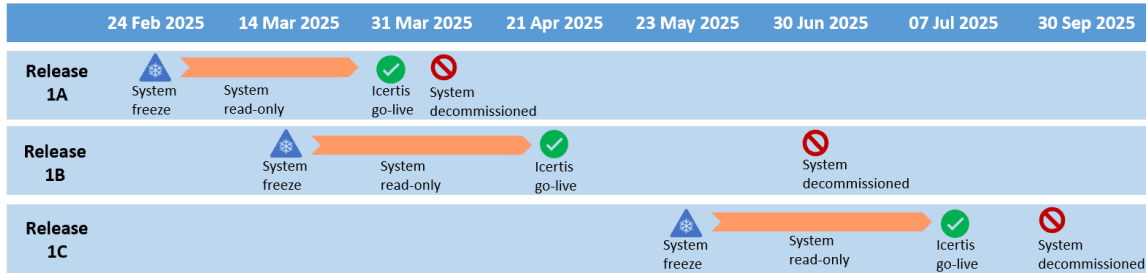 24 Feb 2025 14 Mar 2025 31 Mar 2025 21 Apr 2025 23 May 2025 30 Jun 2025 07 Jul 2025 30 Sep 2025
Release
1A
System
freeze
System
read-only
Icertis
go-live
System
decommissioned
Release
1B
System
freeze
System
read-only
Icertis
go-live
System
decommissioned
Release
1C
System
freeze
System
read-only
Icertis
go-live
System
decommissioned